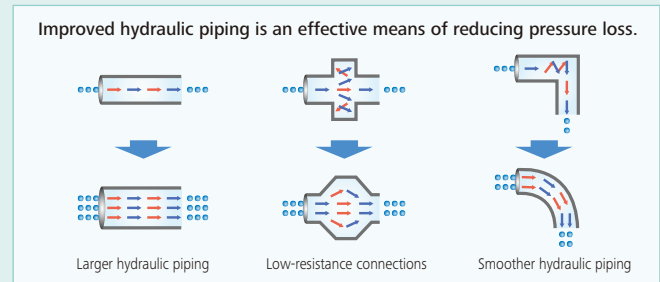 Improved hydraulic piping is an effective means of reducing pressure loss.
Larger hydraulic piping
Low-resistance connections
Smoother hydraulic piping